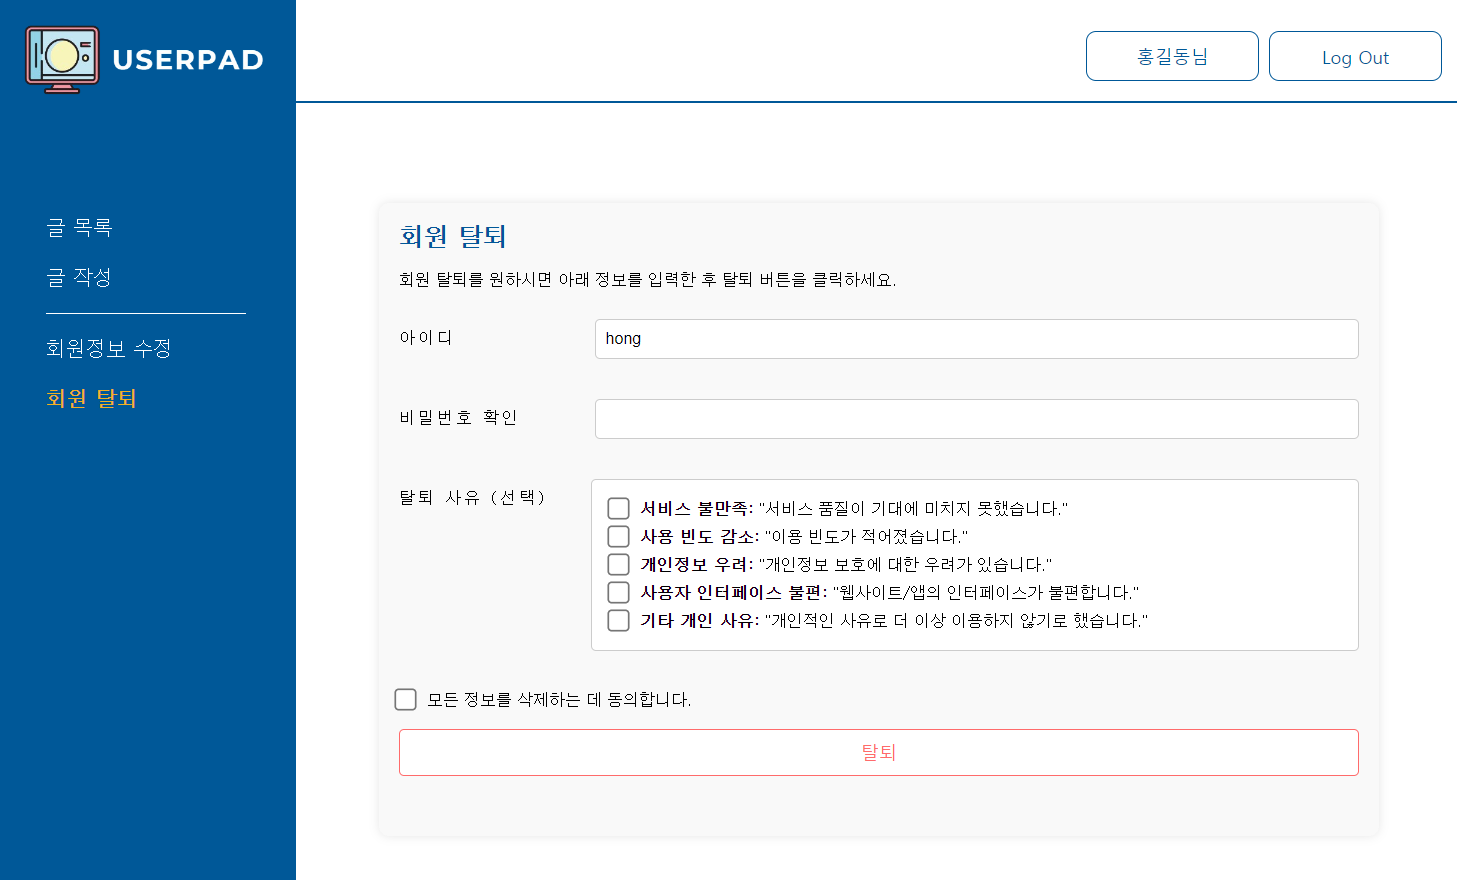 USERPAD
홍길동님
Log Out
글 목록
글 작성
회원정보 수정
회원 탈퇴
회원 탈퇴
회원 탈퇴를 원하시면 아래 정보를 입력한 후 탈퇴 버튼을 클릭하세요.
아이디
hong
비밀번호 확인
탈퇴 사유 (선택)
서비스 불만족: "서비스 품질이 기대에 미치지 못했습니다."
사용 빈도 감소: "이용 빈도가 적어졌습니다."
개인정보 우려: "개인정보 보호에 대한 우려가 있습니다."
사용자 인터페이스 불편: "웹사이트/앱의 인터페이스가 불편합니다."
기타 개인 사유: "개인적인 사유로 더 이상 이용하지 않기로 했습니다."
모든 정보를 삭제하는 데 동의합니다.
탈퇴